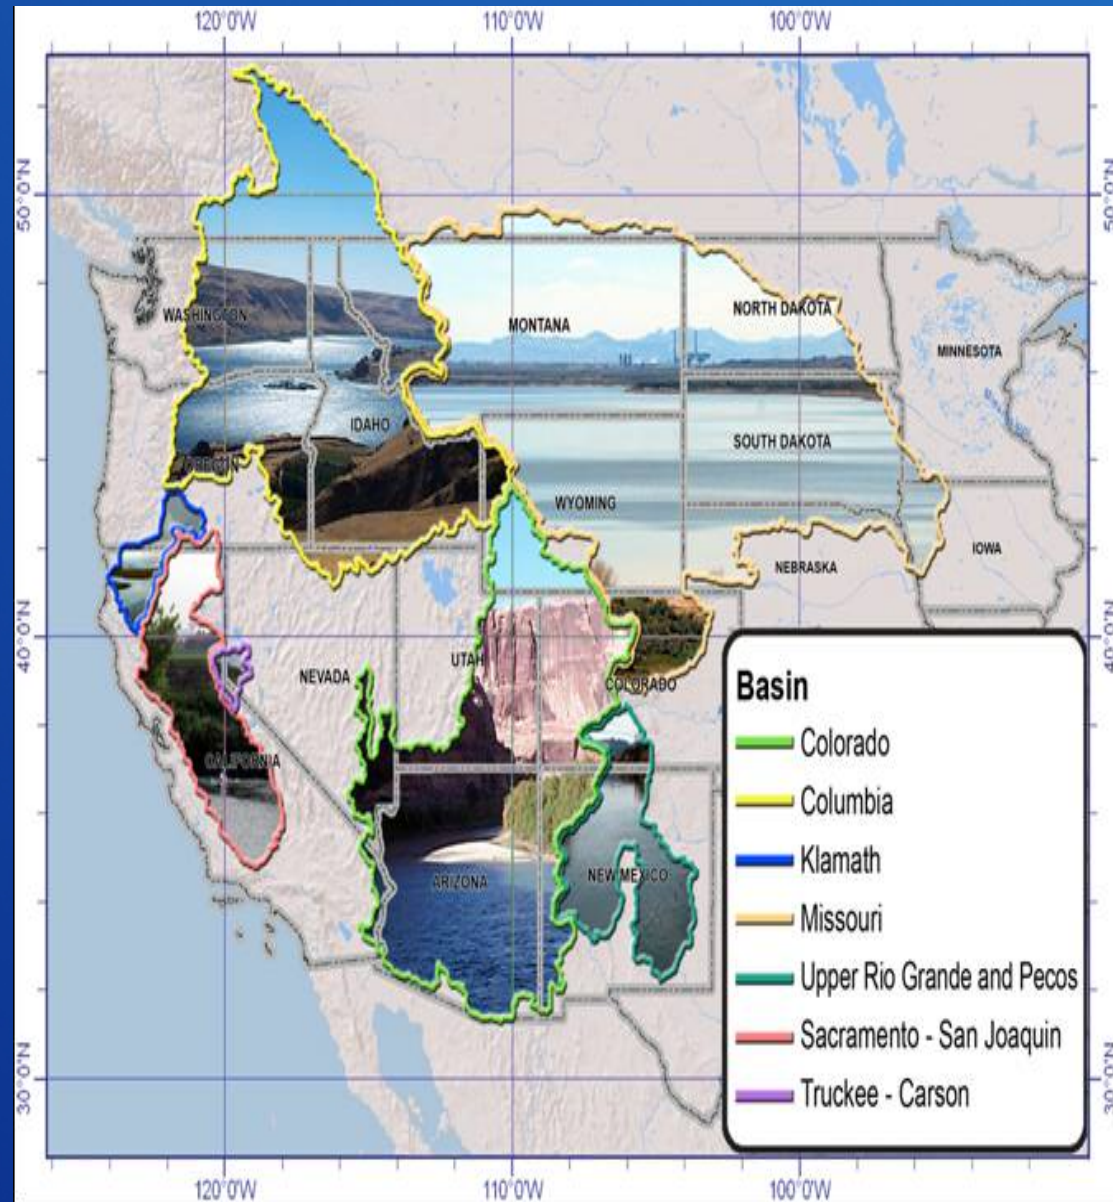 120°0'W 110°0'W 100°0'W
50°0'N 50°0'N
WASHINGTON
MONTANA
NORTH DAKOTA
MINNESOTA
IDAHO
SOUTH DAKOTA
OREGON
WYOMING
IOWA
NEBRASKA
40°0'N 40°0'N
NEVADA
UTAH
COLORADO
CALIFORNIA
ARIZONA
NEW MEXICO
Basin
Colorado
Columbia
Klamath
Missouri
Upper Rio Grande and Pecos
Sacramento - San Joaquin
Truckee - Carson
30°0'N 30°0'N
120°0'W 110°0'W 100°0'W